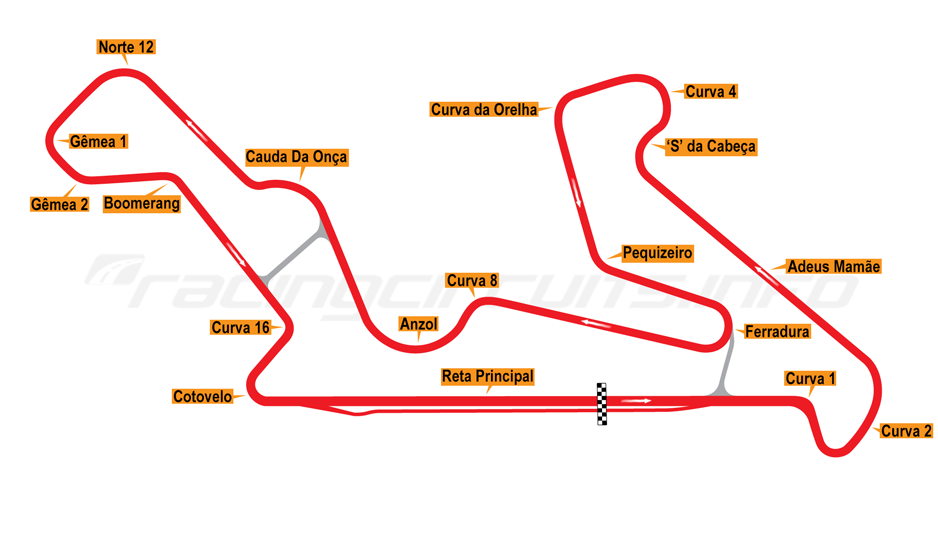 Norte 12
Curva 4
Curva da Orelha
Gêmea 1
‘S’ da Cabeça
Cauda Da Onça
Gêmea 2
Boomerang
Pequizeiro
Adeus Mamãe
Curva 8
racingcircuits.info
Anzol
Curva 16
Ferradura
Reta Principal
Curva 1
Cotovelo
Curva 2